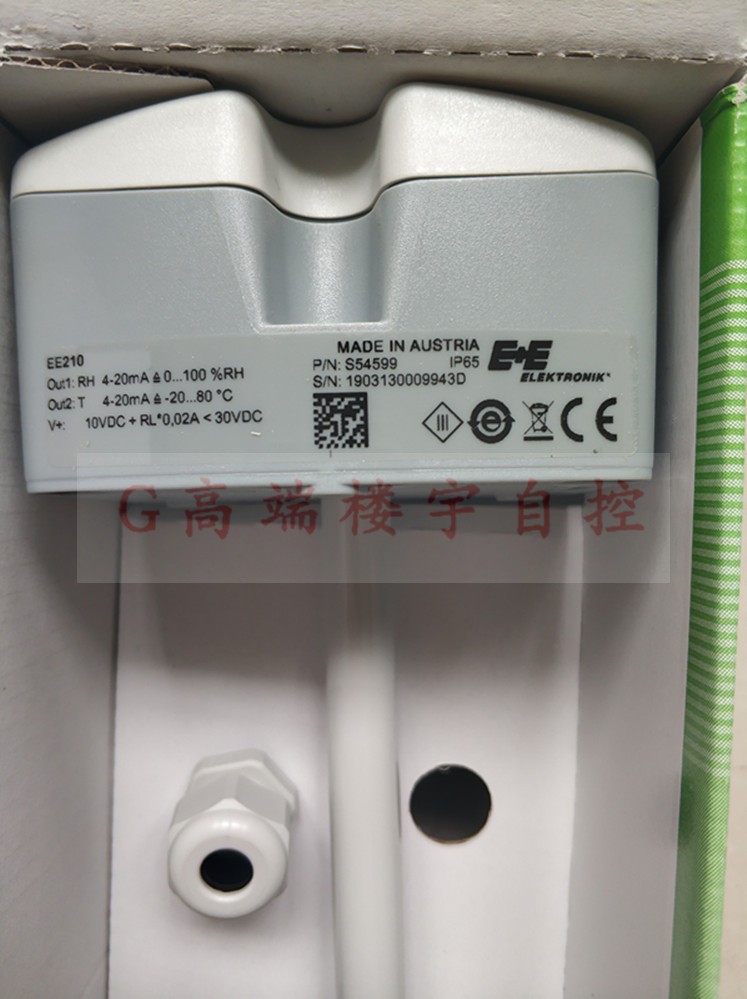 MADE IN AUSTRIA
EE210
P/N: S54599 IP65
E+E ELEKTRONIK
Out1: RH 4-20mA ≙ 0...100 %RH
S/N: 1903130009943D
Out2: T 4-20mA ≙ -20...80 °C
V+: 10VDC + RL*0,02A < 30VDC
III
e
CE
G高端楼宇自控